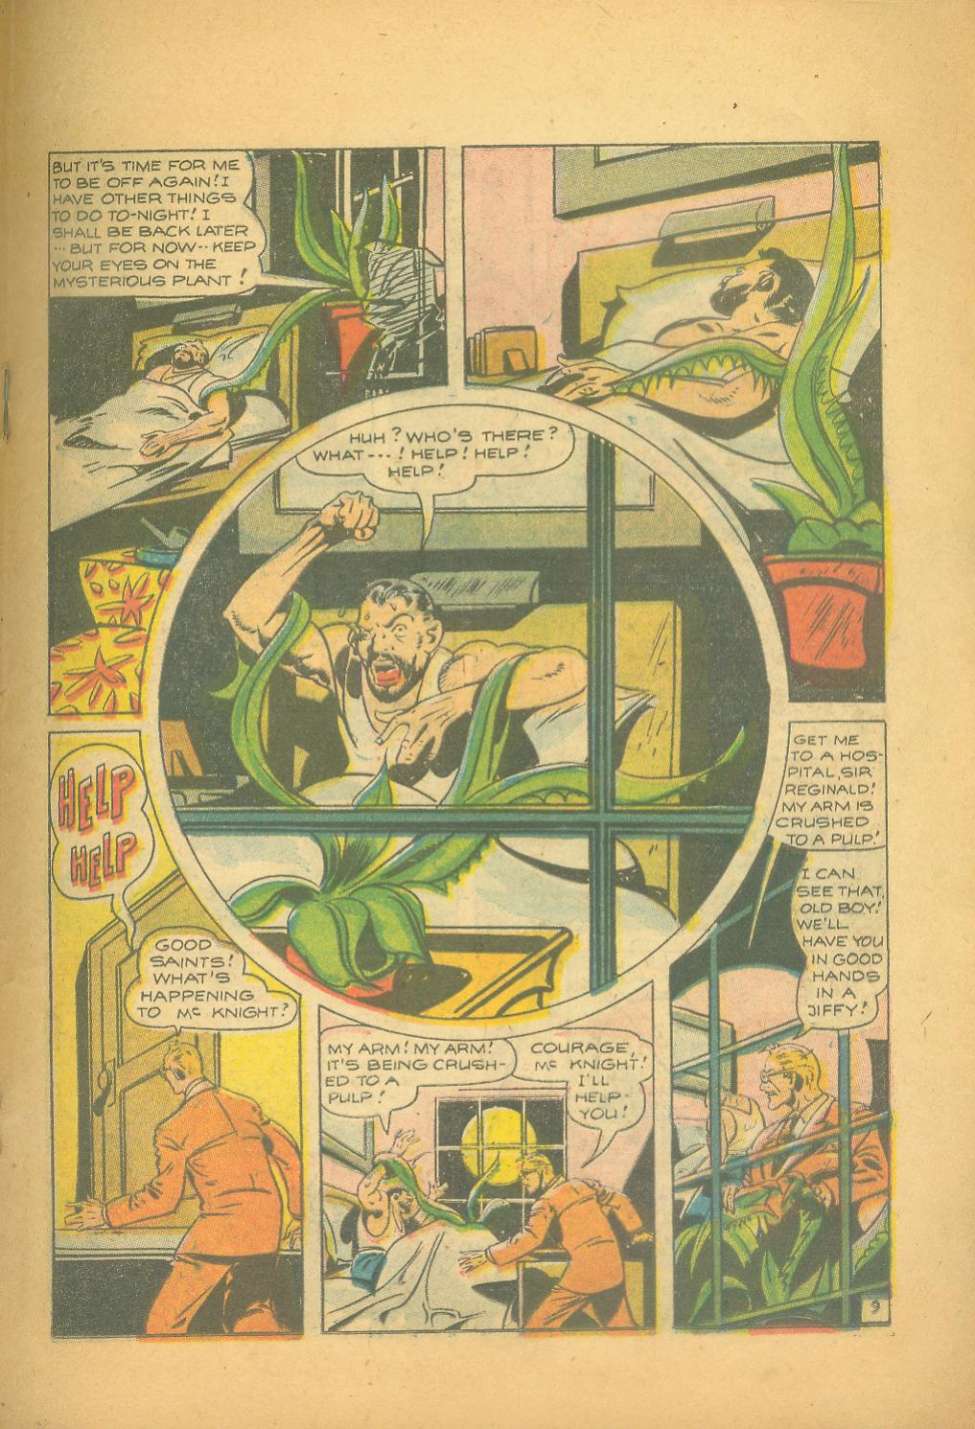 BUT IT'S TIME FOR ME
TO BE OFF AGAIN! I
HAVE OTHER THINGS
TO DO TO-NIGHT! I
SHALL BE BACK LATER
-- BUT FOR NOW -- KEEP
YOUR EYES ON THE
MYSTERIOUS PLANT!
HUH? WHO'S THERE?
WHAT ---! HELP! HELP!
HELP!
HELP
HELP
GOOD
SAINTS!
WHAT'S
HAPPENING
TO Mc KNIGHT?
MY ARM! MY ARM!
IT'S BEING CRUSH-
ED TO A
PULP!
COURAGE,
Mc KNIGHT!
I'LL
HELP
YOU!
GET ME
TO A HOS-
PITAL, SIR
REGINALD!
MY ARM IS
CRUSHED
TO A PULP!
I CAN
SEE THAT,
OLD BOY!
WE'LL
HAVE YOU
IN GOOD
HANDS
IN A
JIFFY!
9